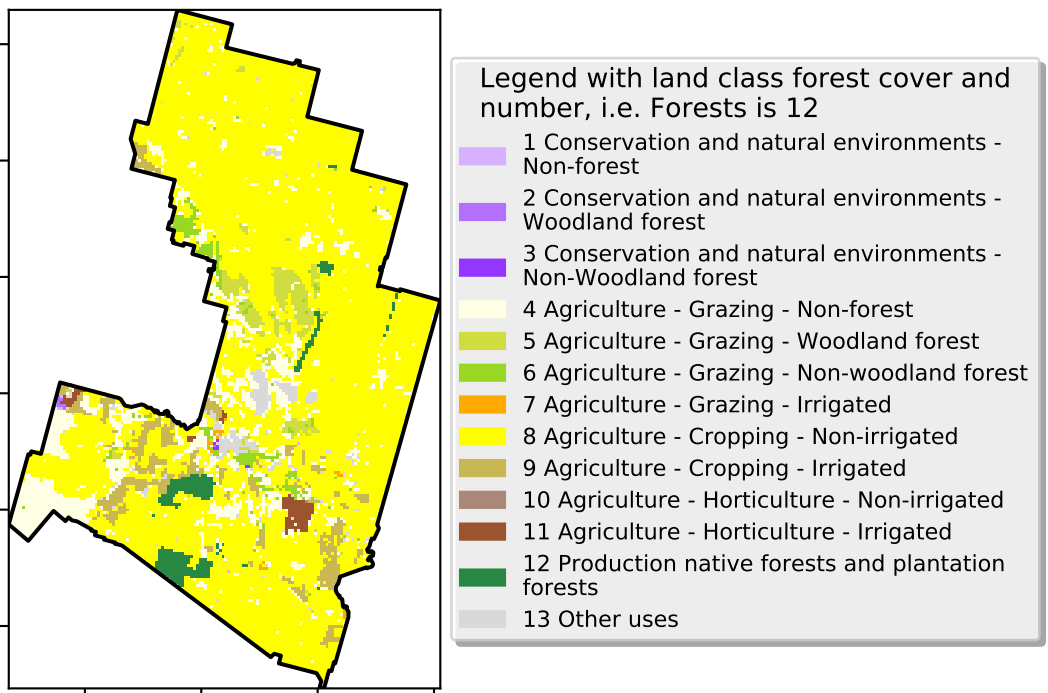 Legend with land class forest cover and
number, i.e. Forests is 12
1 Conservation and natural environments -
Non-forest
2 Conservation and natural environments -
Woodland forest
3 Conservation and natural environments -
Non-Woodland forest
4 Agriculture - Grazing - Non-forest
5 Agriculture - Grazing - Woodland forest
6 Agriculture - Grazing - Non-woodland forest
7 Agriculture - Grazing - Irrigated
8 Agriculture - Cropping - Non-irrigated
9 Agriculture - Cropping - Irrigated
10 Agriculture - Horticulture - Non-irrigated
11 Agriculture - Horticulture - Irrigated
12 Production native forests and plantation
forests
13 Other uses